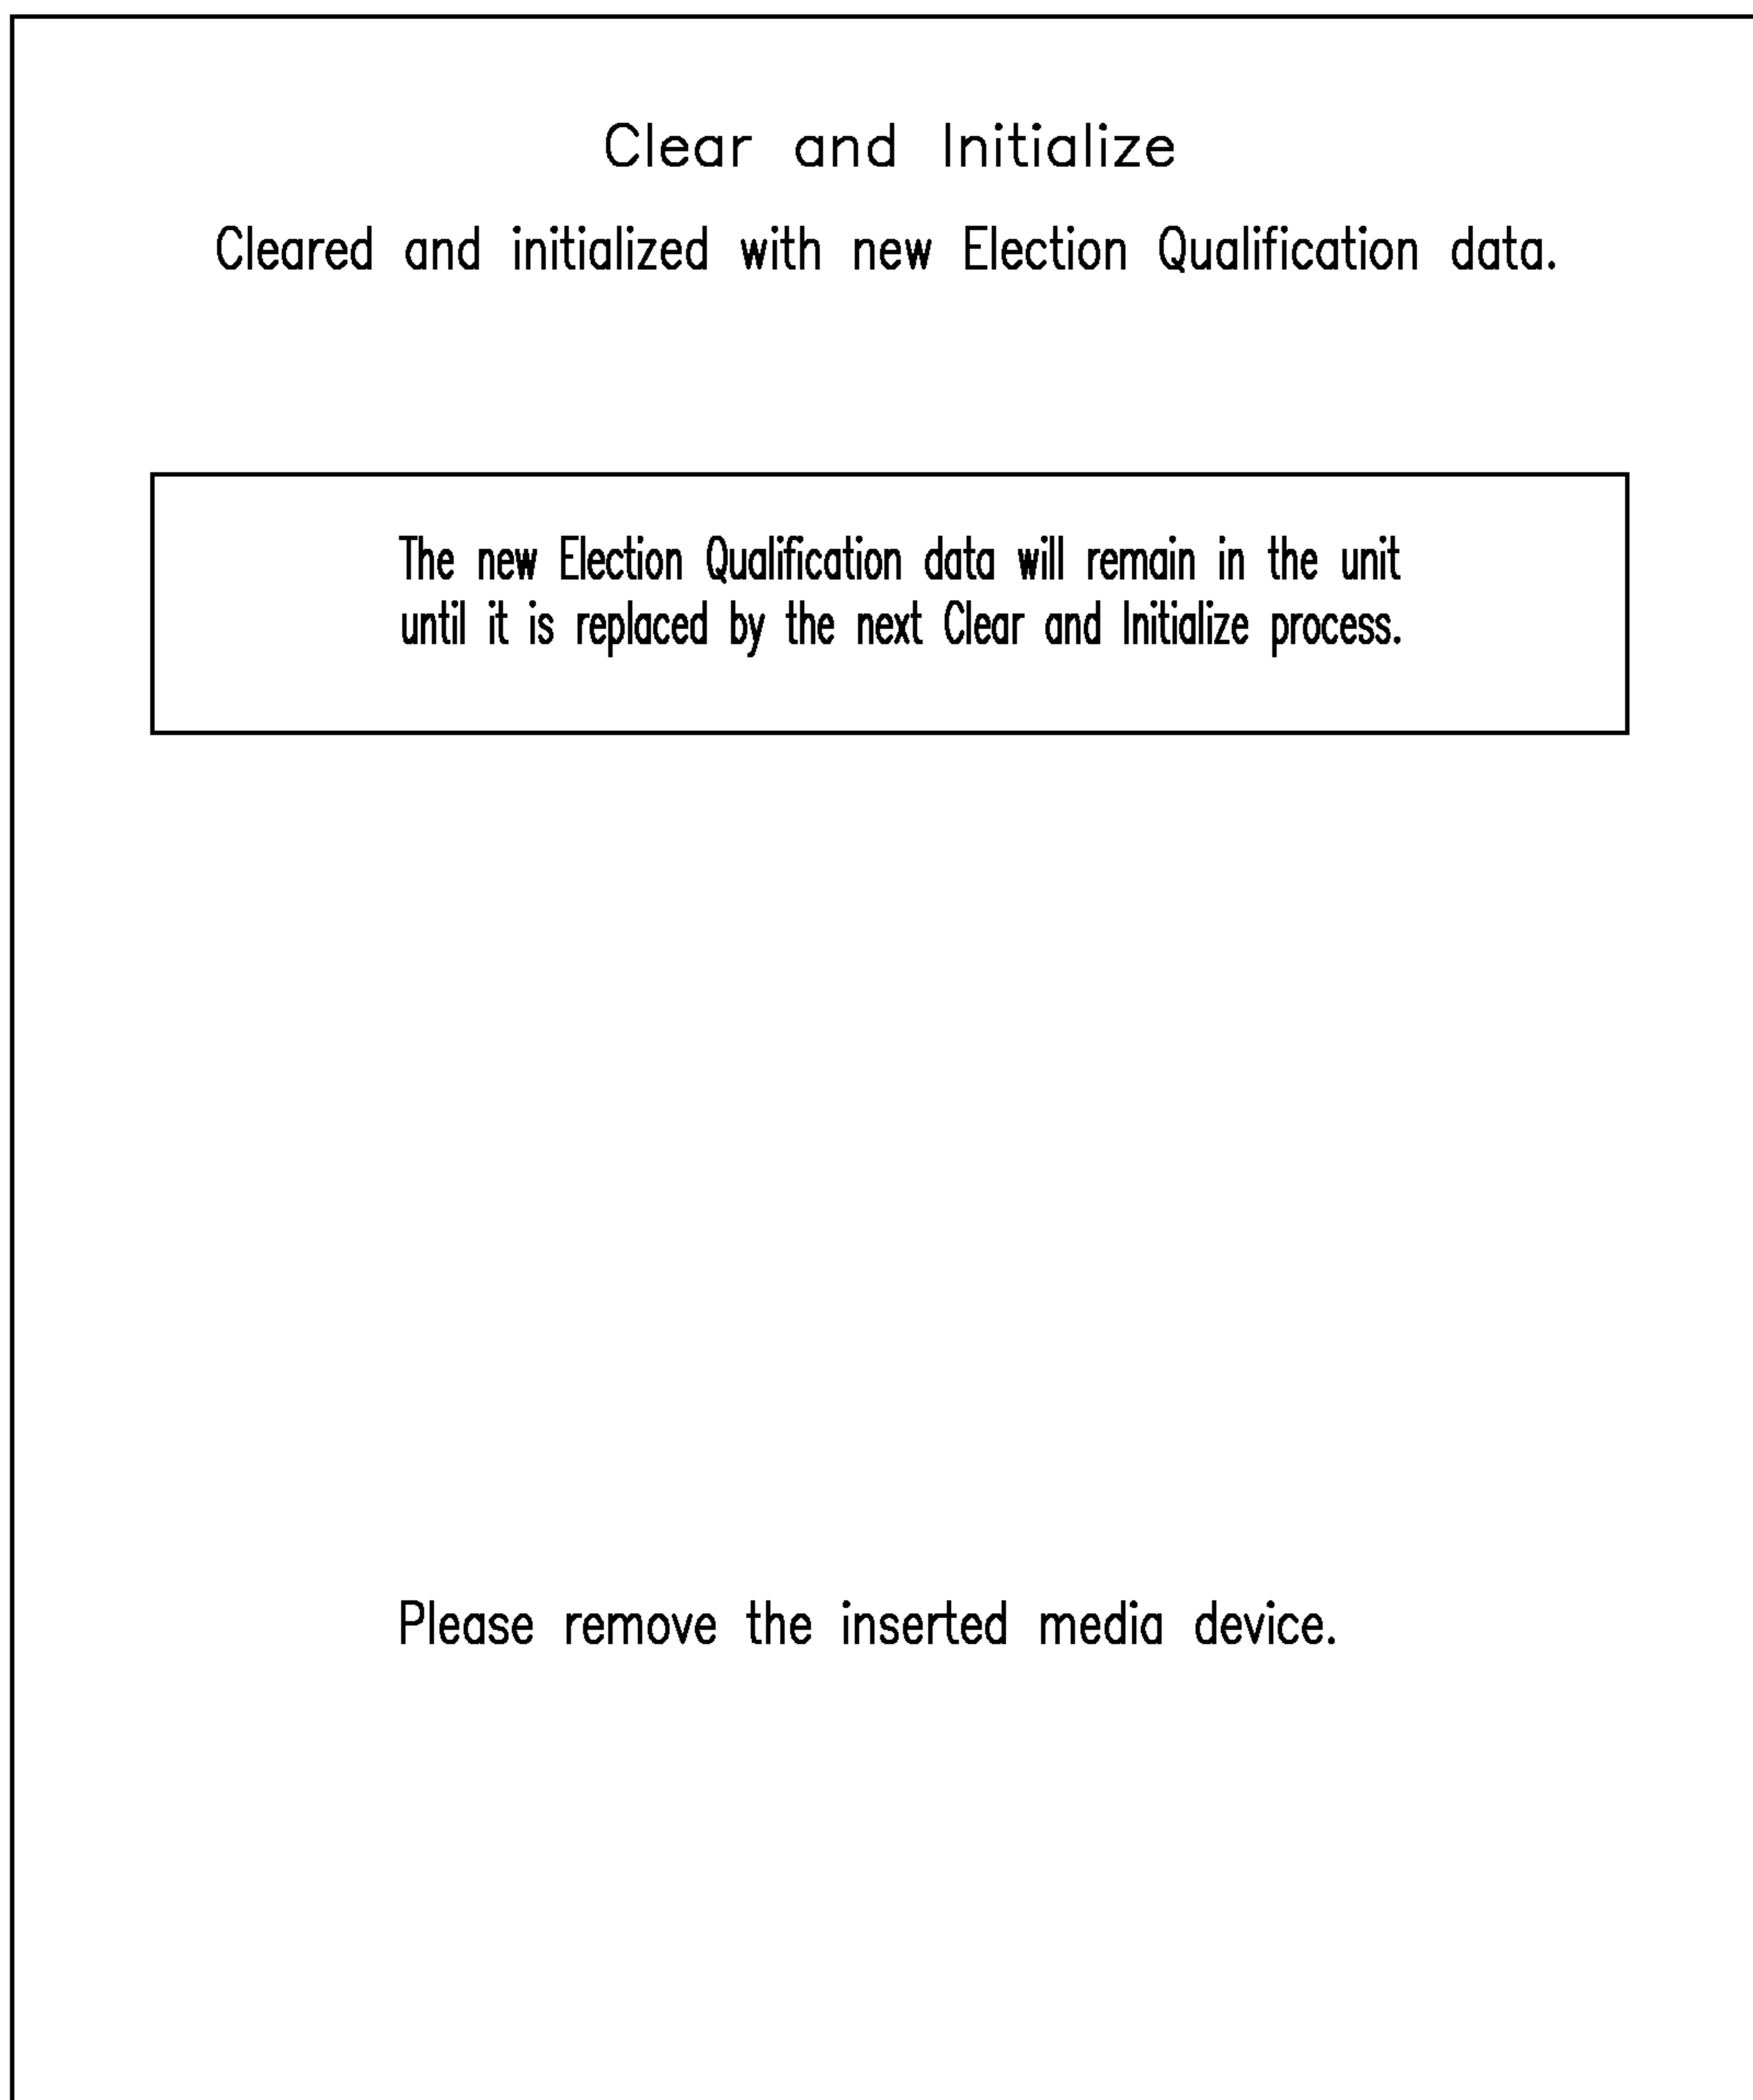 Clear and Initialize
Cleared and initialized with new Election Qualification data.
The new Election Qualification data will remain in the unit
until it is replaced by the next Clear and Initialize process.
Please remove the inserted media device.